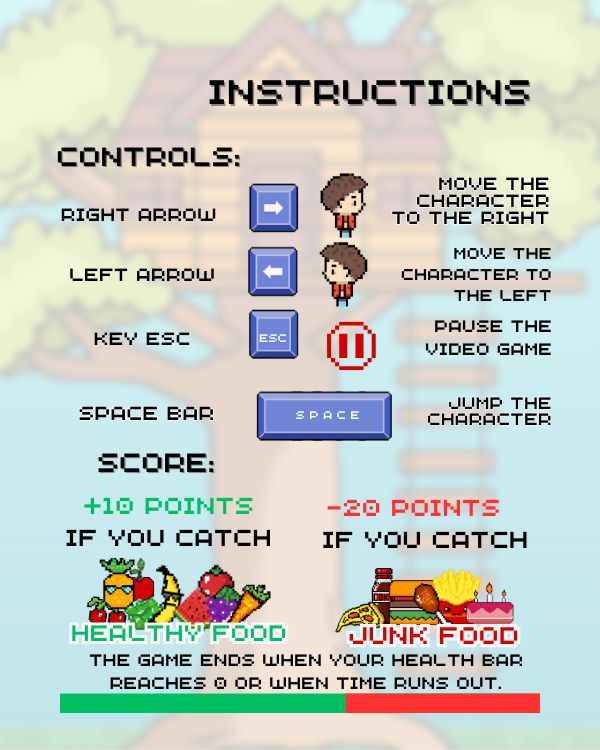 INSTRUCTIONS
CONTROLS:
RIGHT ARROW
MOVE THE
CHARACTER
TO THE RIGHT
LEFT ARROW
MOVE THE
CHARACTER TO
THE LEFT
KEY ESC
ESC
PAUSE THE
VIDEO GAME
SPACE BAR
SPACE
JUMP THE
CHARACTER
SCORE:
+10 POINTS
IF YOU CATCH
HEALTHY FOOD
-20 POINTS
IF YOU CATCH
JUNK FOOD
THE GAME ENDS WHEN YOUR HEALTH BAR
REACHES 0 OR WHEN TIME RUNS OUT.